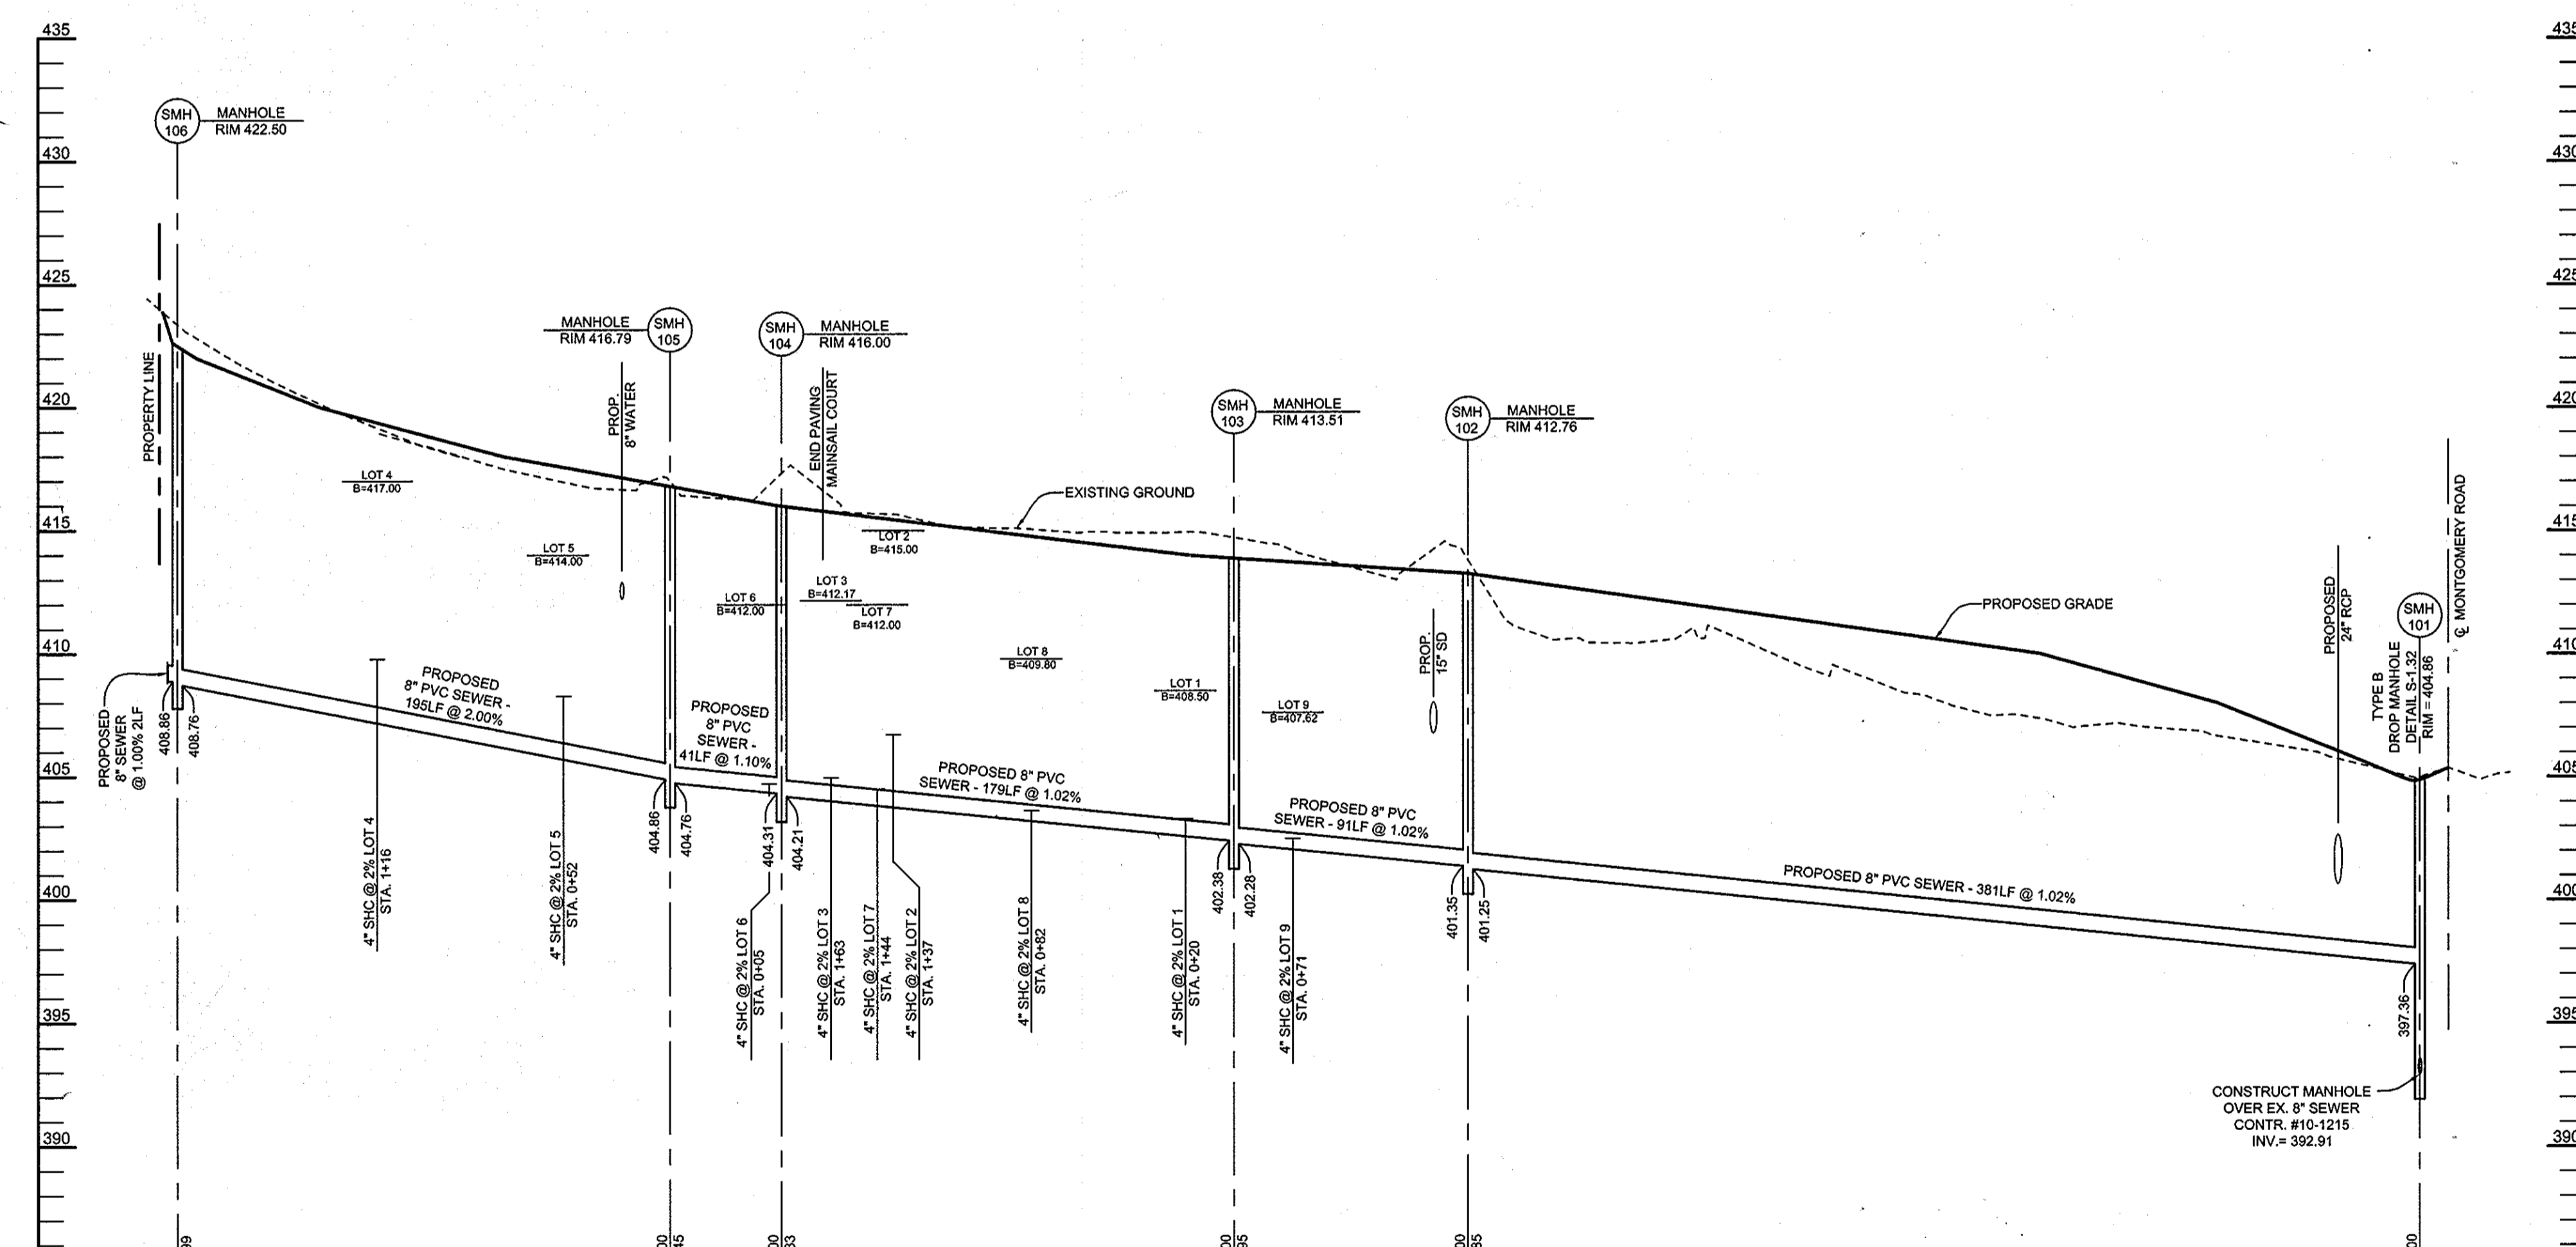 435
430
425
420
415
410
405
400
395
390
SMH
106
MANHOLE
RIM 422.50
PROPERTY LINE
PROPOSED
8" SEWER
@ 1.00% 2LF
408.86
408.76
LOT 4
B=417.00
PROPOSED
8" PVC SEWER -
195LF @ 2.00%
4" SHC @ 2% LOT 4
STA. 1+16
LOT 5
B=414.00
4" SHC @ 2% LOT 5
STA. 0+52
PROP.
8" WATER
MANHOLE
RIM 416.79
SMH
105
404.86
404.76
PROPOSED
8" PVC
SEWER -
41LF @ 1.10%
LOT 6
B=412.00
4" SHC @ 2% LOT 6
STA. 0+05
SMH
104
MANHOLE
RIM 416.00
404.31
404.21
END PAVING
MAINSAIL COURT
LOT 3
B=412.17
LOT 7
B=412.00
LOT 2
B=415.00
4" SHC @ 2% LOT 3
STA. 1+63
4" SHC @ 2% LOT 7
STA. 1+44
4" SHC @ 2% LOT 2
STA. 1+37
PROPOSED 8" PVC
SEWER - 179LF @ 1.02%
EXISTING GROUND
LOT 8
B=409.80
4" SHC @ 2% LOT 8
STA. 0+82
LOT 1
B=408.50
4" SHC @ 2% LOT 1
STA. 0+20
SMH
103
MANHOLE
RIM 413.51
402.38
402.28
LOT 9
B=407.62
4" SHC @ 2% LOT 9
STA. 0+71
PROPOSED 8" PVC
SEWER - 91LF @ 1.02%
PROP.
15" SD
SMH
102
MANHOLE
RIM 412.76
401.35
401.25
PROPOSED GRADE
PROPOSED 8" PVC SEWER - 381LF @ 1.02%
PROPOSED
24" RCP
TYPE B
DROP MANHOLE
DETAIL S-1.32
RIM = 404.86
SMH
101
℄ MONTGOMERY ROAD
397.36
CONSTRUCT MANHOLE
OVER EX. 8" SEWER
CONTR. #10-1215
INV.= 392.91